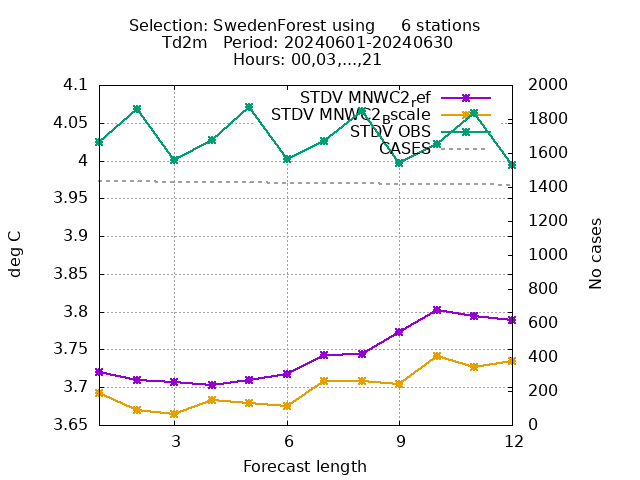 Selection: SwedenForest using 6 stations
Td2m Period: 20240601-20240630
Hours: 00,03,...,21
STDV MNWC2_ref
STDV MNWC2_Bscale
STDV OBS
CASES
4.1
4.05
4
3.95
3.9
3.85
3.8
3.75
3.7
3.65
2000
1800
1600
1400
1200
1000
800
600
400
200
0
3 6 9 12
deg C
No cases
Forecast length